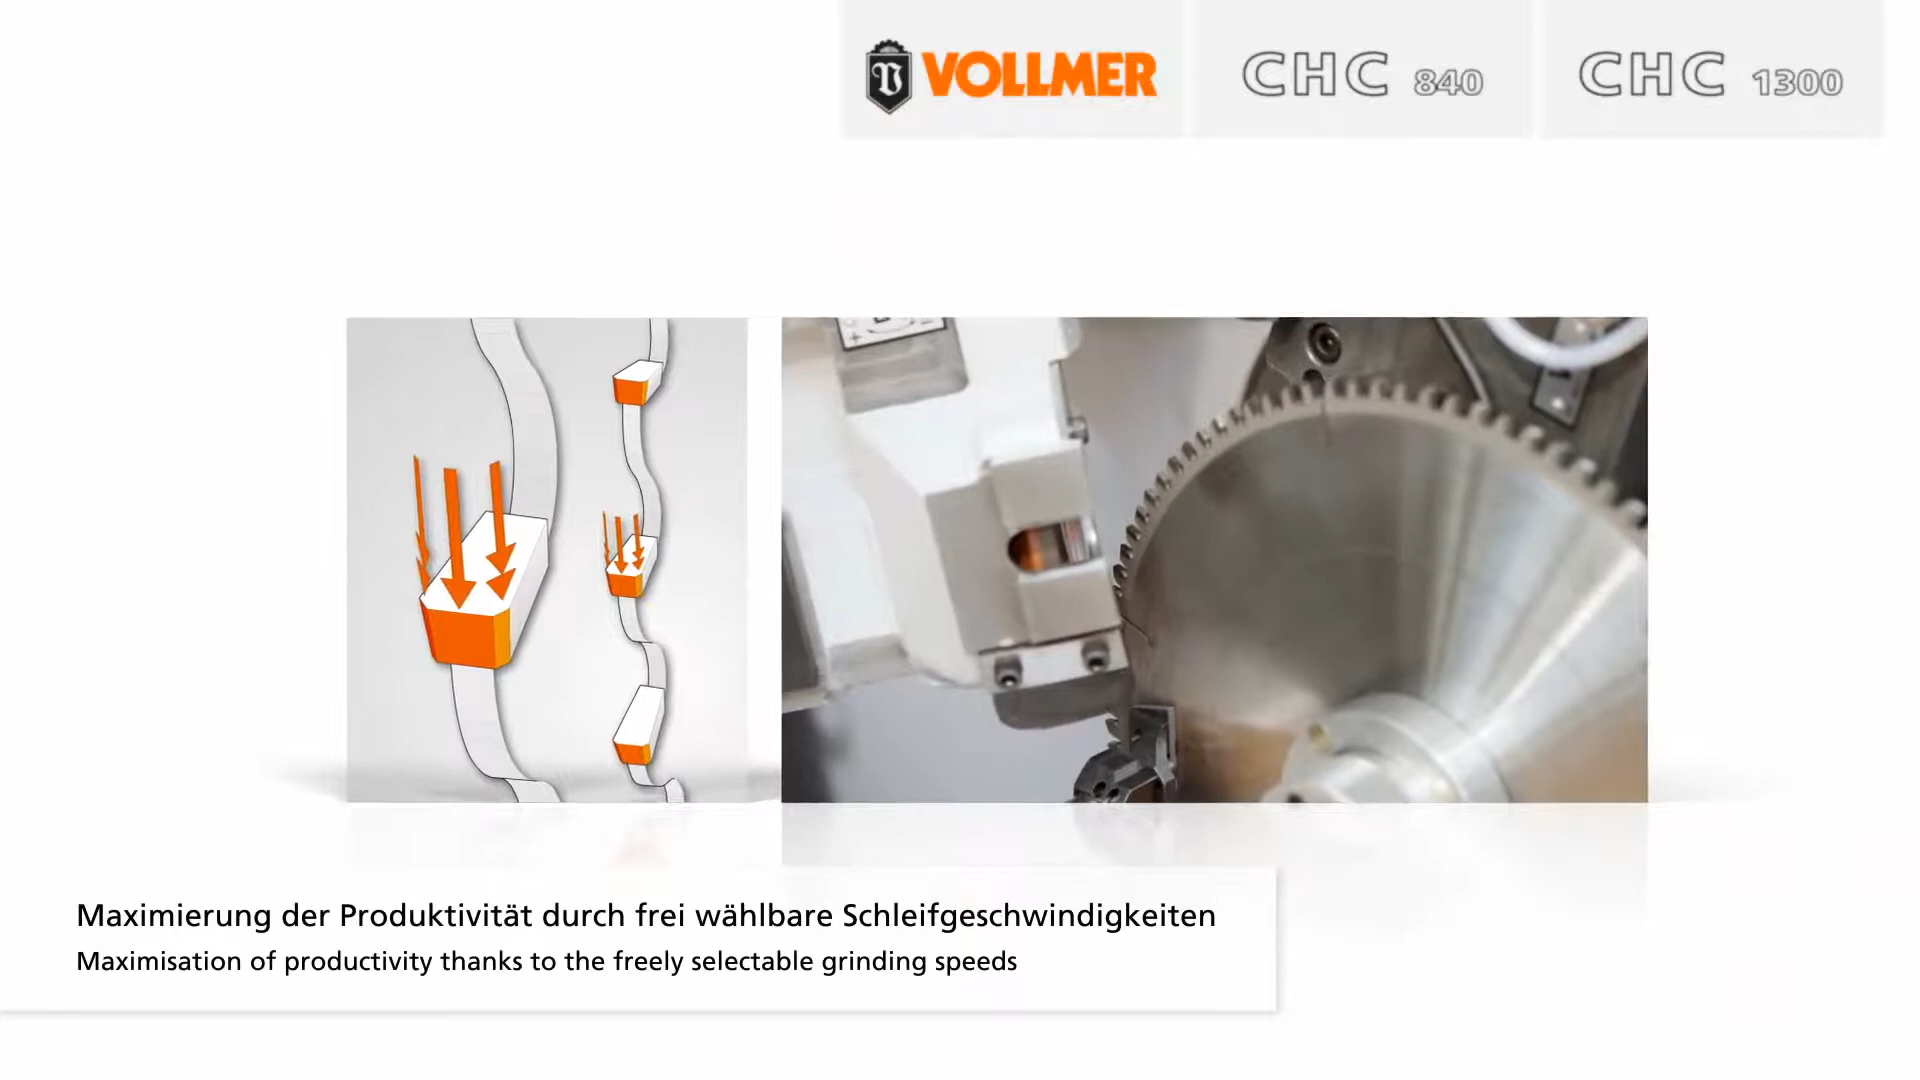 VOLLMER
CHC 840
CHC 1300
Maximierung der Produktivität durch frei wählbare Schleifgeschwindigkeiten
Maximisation of productivity thanks to the freely selectable grinding speeds